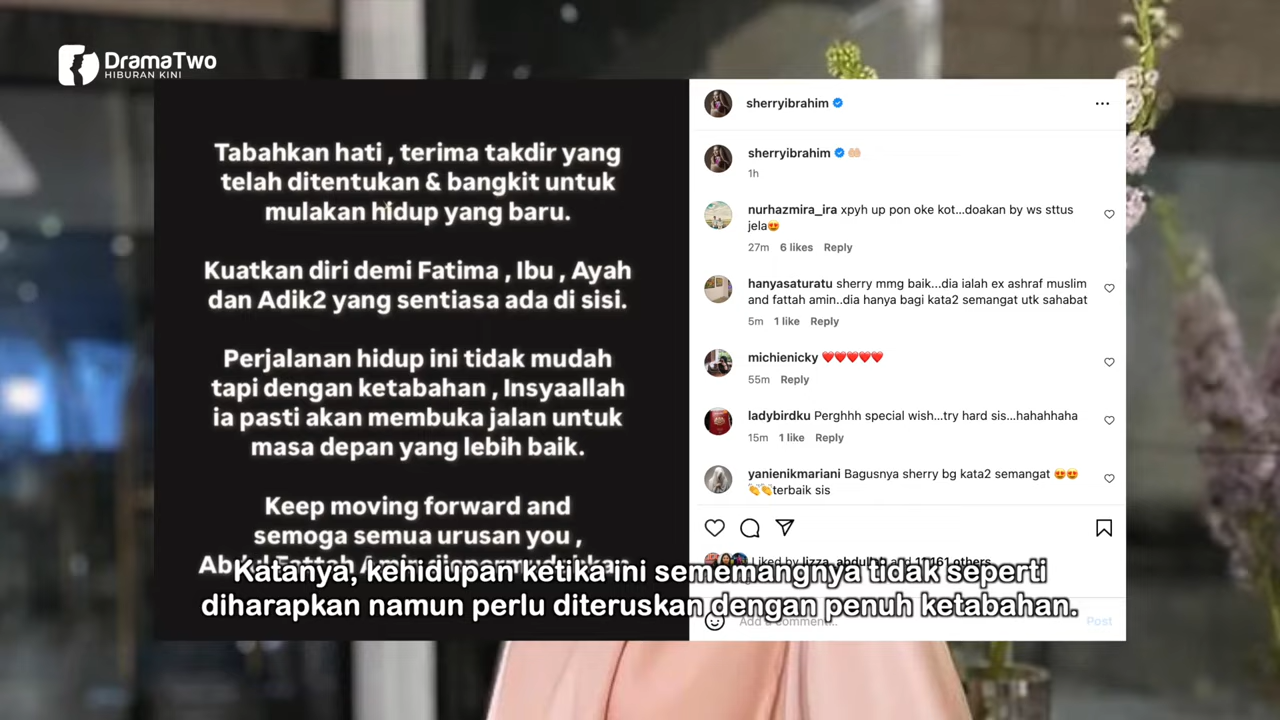 DramaTwo
HIBURAN KINI
Tabahkan hati , terima takdir yang
telah ditentukan & bangkit untuk
mulakan hidup yang baru.
Kuatkan diri demi Fatima , Ibu , Ayah
dan Adik2 yang sentiasa ada di sisi.
Perjalanan hidup ini tidak mudah
tapi dengan ketabahan , Insyaallah
ia pasti akan membuka jalan untuk
masa depan yang lebih baik.
Keep moving forward and
semoga semua urusan you ,
sherryibrahim
sherryibrahim 🤲🏻
1h
nurhazmira_ira xpyh up pon oke kot...doakan by ws sttus
jela😍
27m 6 likes Reply
hanyasaturatu sherry mmg baik...dia ialah ex ashraf muslim
and fattah amin..dia hanya bagi kata2 semangat utk sahabat
5m 1 like Reply
michienicky ❤️❤️❤️❤️❤️
55m Reply
ladybirdku Perghhh special wish...try hard sis...hahahhaha
15m 1 like Reply
yanienikmariani Bagusnya sherry bg kata2 semangat 😍😍
👏👏terbaik sis
Liked by lizza_abdullah and others
Add a comment...
Post
Katanya, kehidupan ketika ini sememangnya tidak seperti
diharapkan namun perlu diteruskan dengan penuh ketabahan.